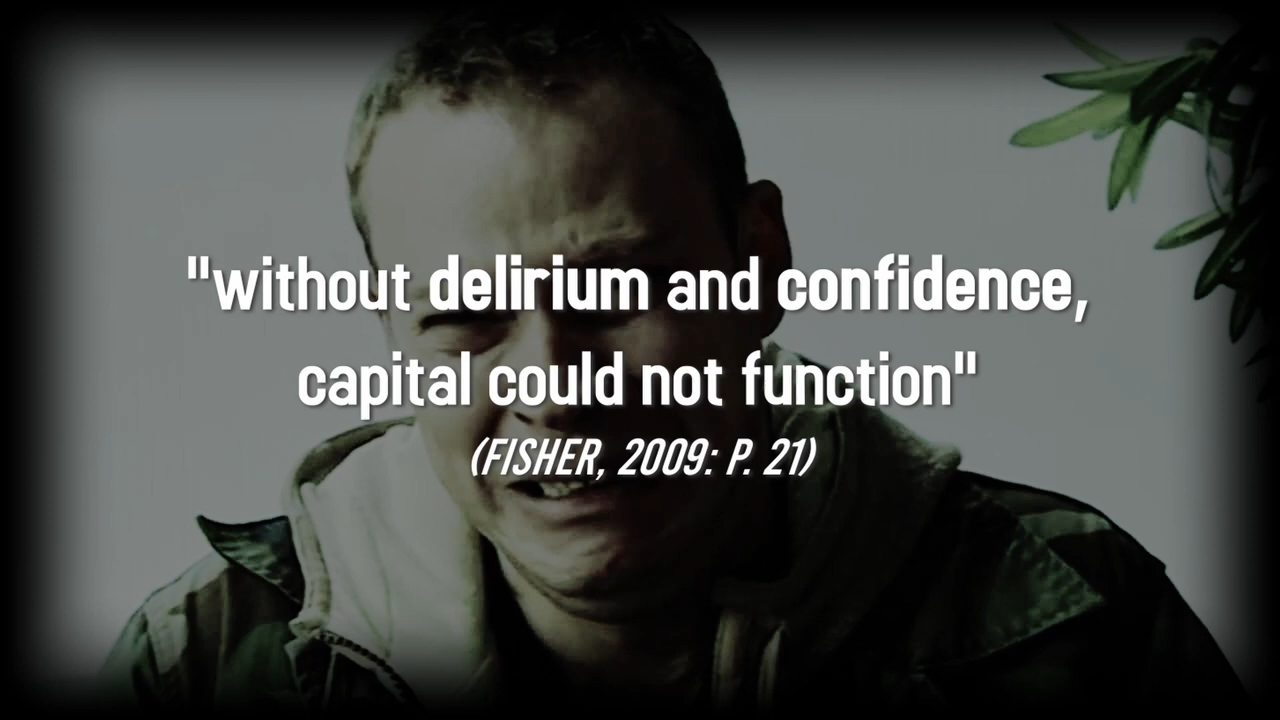 "without delirium and confidence,
capital could not function"
(FISHER, 2009: P. 21)